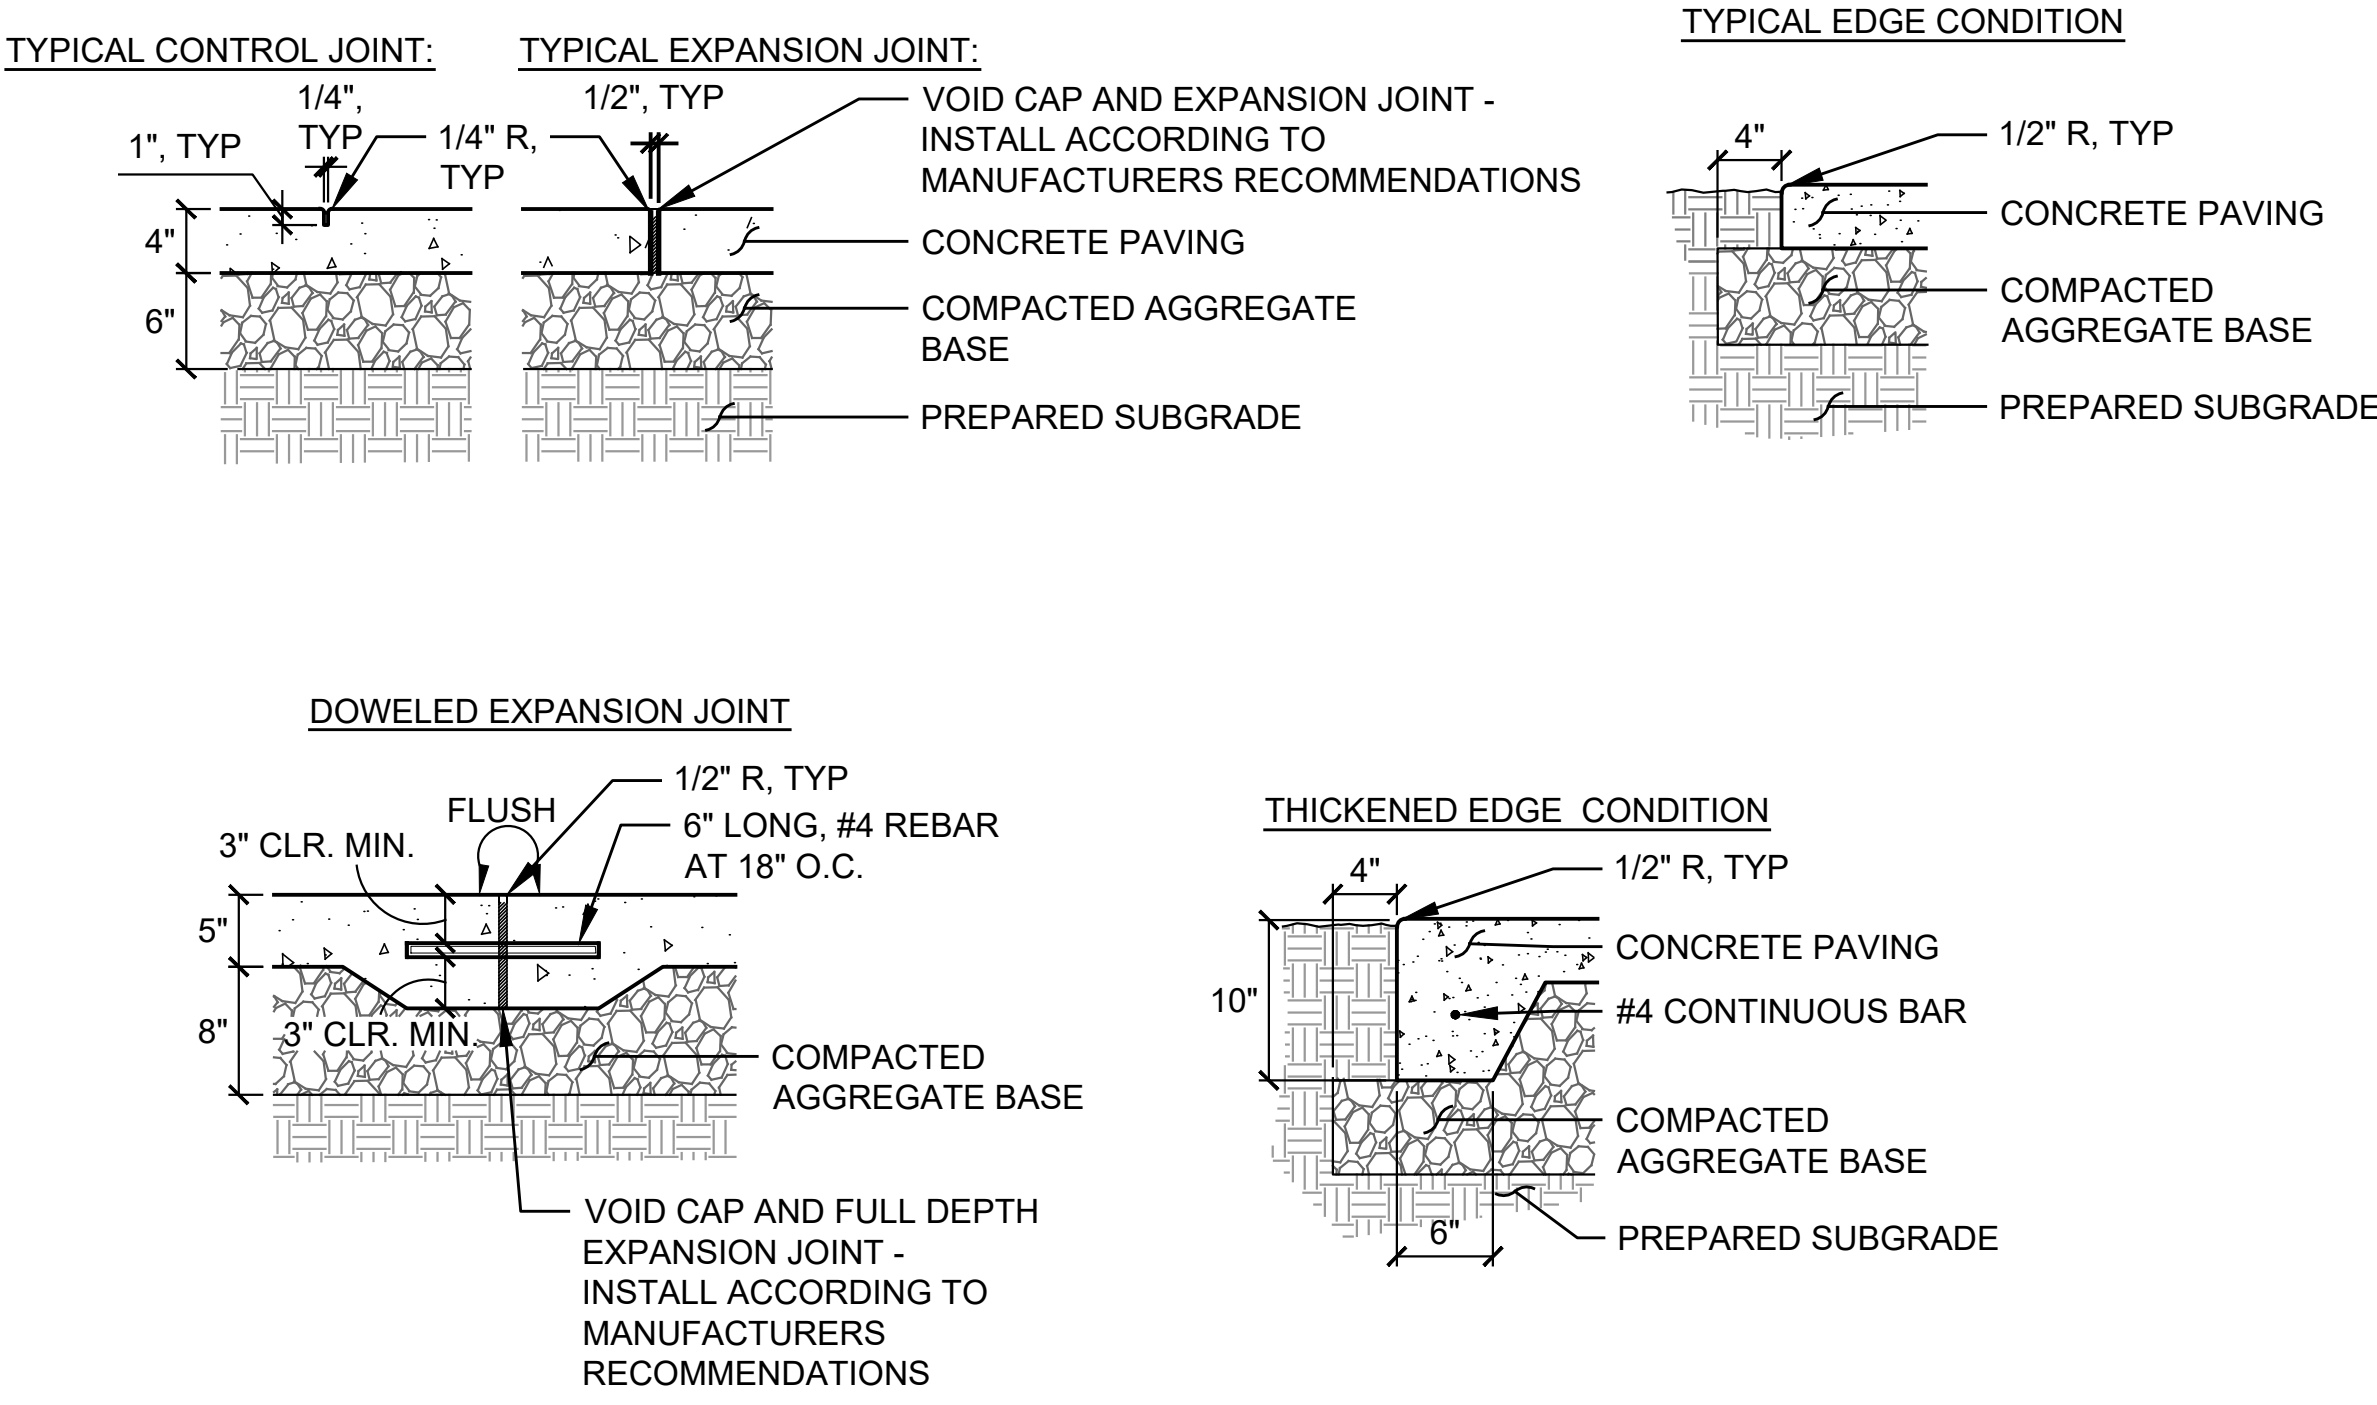 TYPICAL CONTROL JOINT:
1/4",
TYP
1", TYP
1/4" R,
TYP
4"
6"
TYPICAL EXPANSION JOINT:
1/2", TYP
VOID CAP AND EXPANSION JOINT -
INSTALL ACCORDING TO
MANUFACTURERS RECOMMENDATIONS
CONCRETE PAVING
COMPACTED AGGREGATE
BASE
PREPARED SUBGRADE
TYPICAL EDGE CONDITION
4"
1/2" R, TYP
CONCRETE PAVING
COMPACTED
AGGREGATE BASE
PREPARED SUBGRADE
DOWELED EXPANSION JOINT
1/2" R, TYP
FLUSH
6" LONG, #4 REBAR
AT 18" O.C.
3" CLR. MIN.
5"
8"
3" CLR. MIN.
COMPACTED
AGGREGATE BASE
VOID CAP AND FULL DEPTH
EXPANSION JOINT -
INSTALL ACCORDING TO
MANUFACTURERS
RECOMMENDATIONS
THICKENED EDGE  CONDITION
4"
1/2" R, TYP
CONCRETE PAVING
10"
#4 CONTINUOUS BAR
COMPACTED
AGGREGATE BASE
6"
PREPARED SUBGRADE